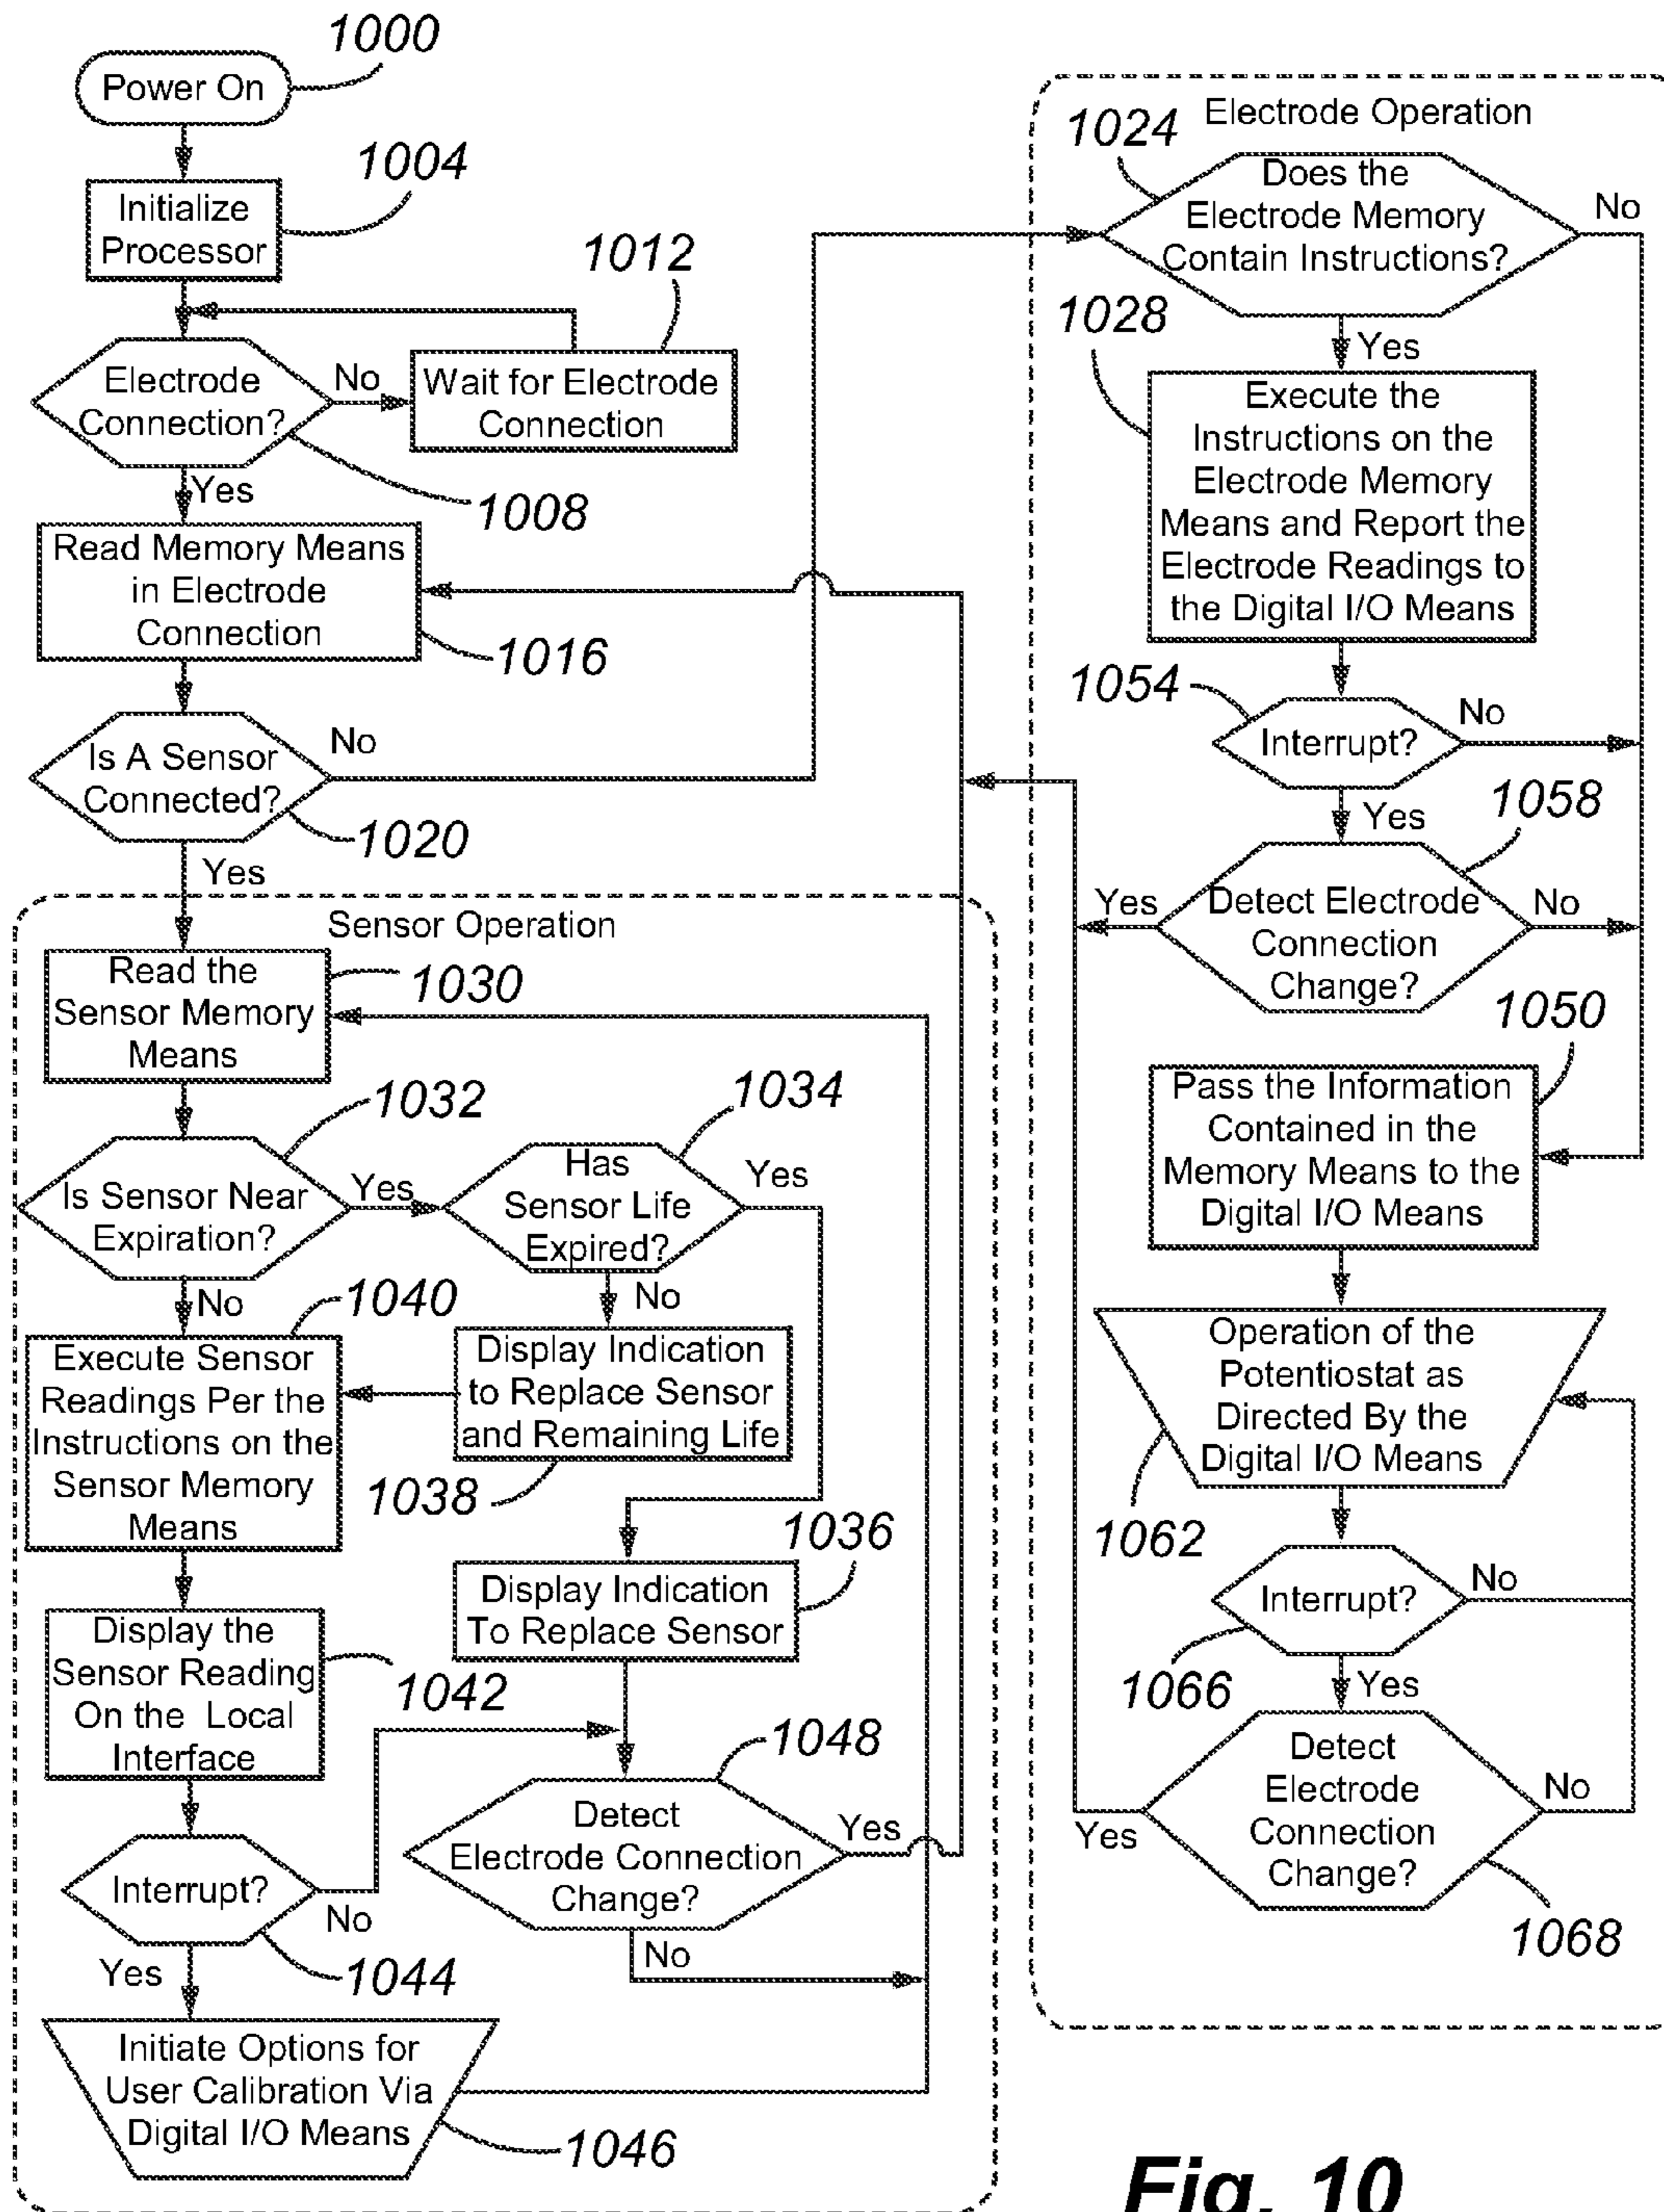 1000
Power On
1004
Initialize
Processor
1012
Electrode
Connection?
No
Wait for Electrode
Connection
Yes
1008
Read Memory Means
in Electrode
Connection
1016
Is A Sensor
Connected?
No
1020
Yes
Sensor Operation
Read the
Sensor Memory
Means
1030
1032
1034
Is Sensor Near
Expiration?
Yes
Has
Sensor Life
Expired?
Yes
No
1040
No
Execute Sensor
Readings Per the
Instructions on the
Sensor Memory
Means
Display Indication
to Replace Sensor
and Remaining Life
1038
1036
Display Indication
To Replace Sensor
Display the
Sensor Reading
On the Local
Interface
1042
1048
Detect
Electrode Connection
Change?
Yes
Interrupt?
No
No
Yes
1044
Initiate Options for
User Calibration Via
Digital I/O Means
1046
Electrode Operation
1024
Does the
Electrode Memory
Contain Instructions?
No
1028
Yes
Execute the
Instructions on the
Electrode Memory
Means and Report the
Electrode Readings to
the Digital I/O Means
1054
Interrupt?
No
1058
Yes
Yes
Detect Electrode
Connection
Change?
No
1050
Pass the Information
Contained in the
Memory Means to the
Digital I/O Means
Operation of the
Potentiostat as
Directed By the
Digital I/O Means
1062
Interrupt?
No
1066
Yes
Detect
Electrode
Connection
Change?
No
Yes
1068
Fig. 10